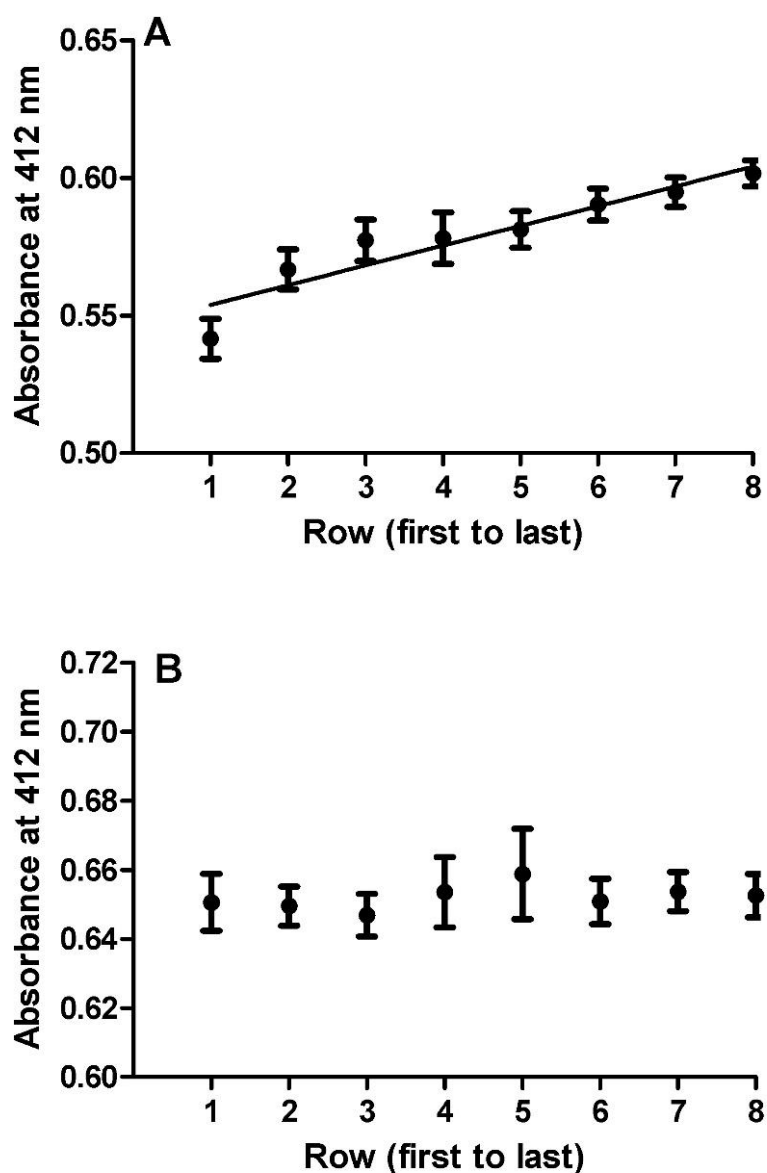 A
Absorbance at 412 nm
0.65
0.60
0.55
0.50
1 2 3 4 5 6 7 8
Row (first to last)
B
Absorbance at 412 nm
0.72
0.70
0.68
0.66
0.64
0.62
0.60
1 2 3 4 5 6 7 8
Row (first to last)